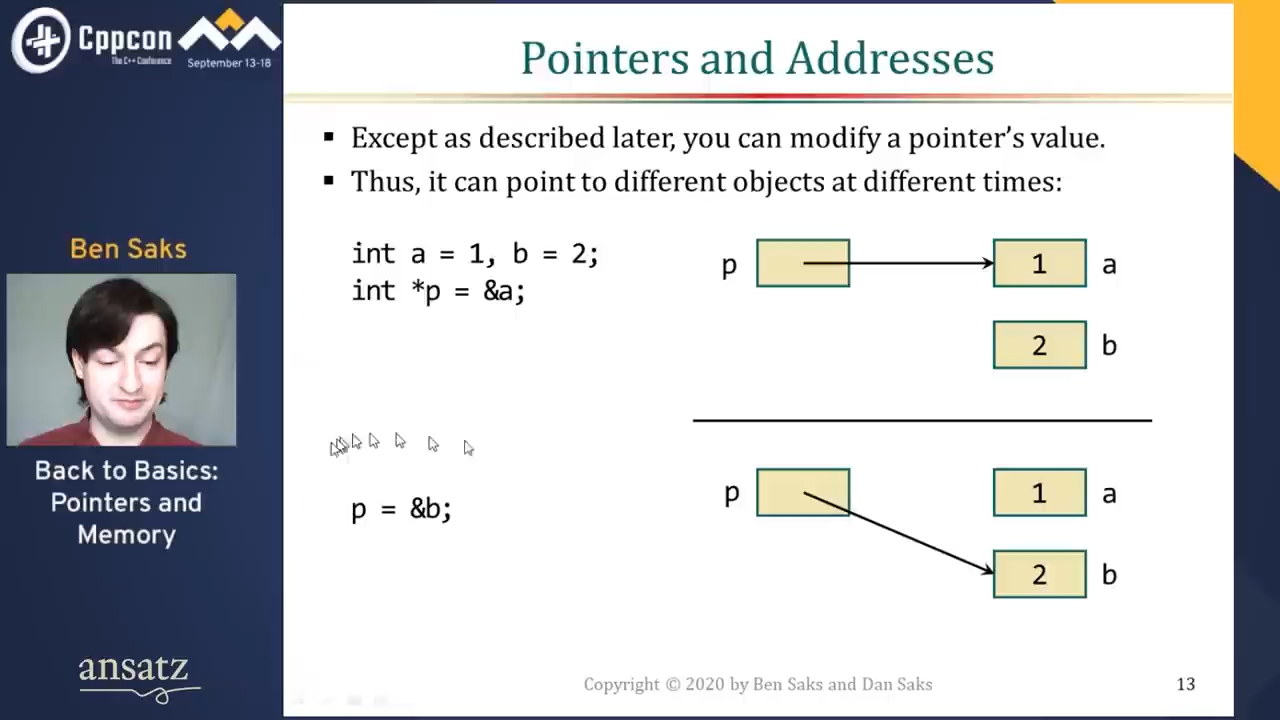 Cppcon
The C++ Conference
September 13-18
Ben Saks
Back to Basics:
Pointers and
Memory
ansatz
Pointers and Addresses
▪ Except as described later, you can modify a pointer’s value.
▪ Thus, it can point to different objects at different times:
int a = 1, b = 2;
int *p = &a;
p 1 a
2 b
p = &b;
p 1 a
2 b
Copyright © 2020 by Ben Saks and Dan Saks
13